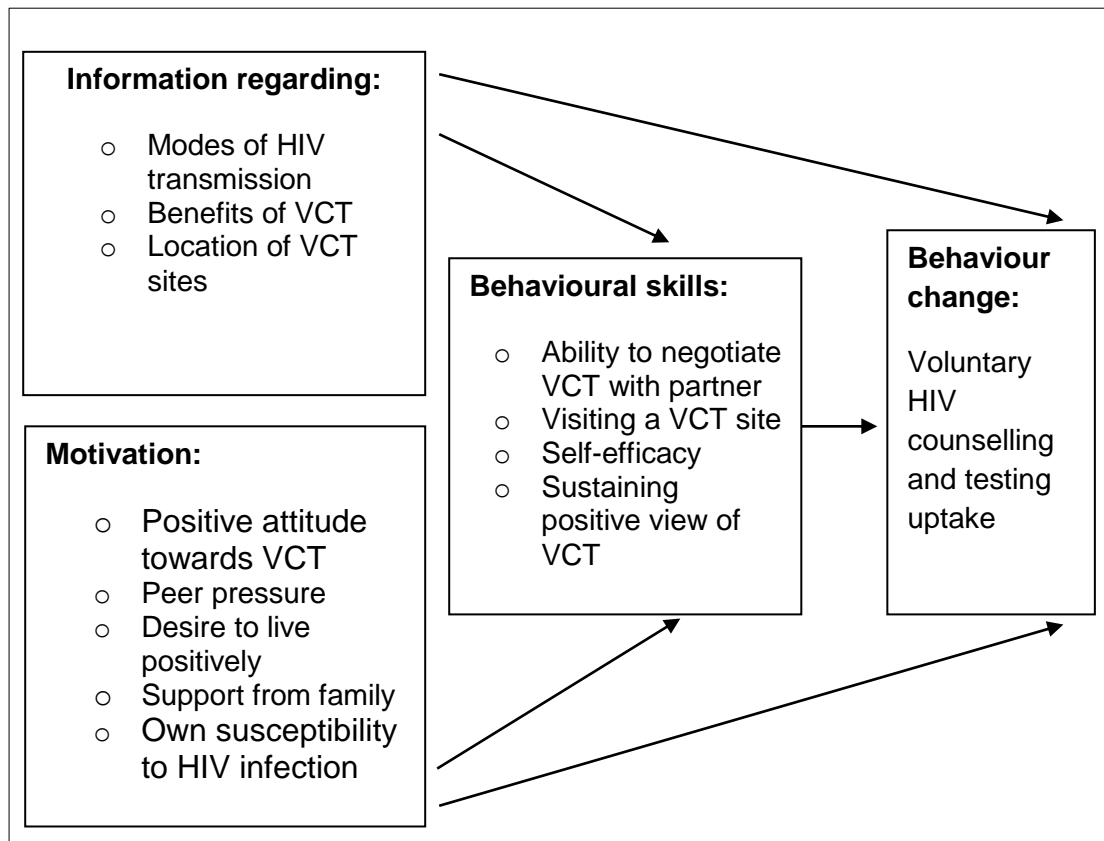 Information regarding:
o Modes of HIV
transmission
o Benefits of VCT
o Location of VCT
sites
Motivation:
o Positive attitude
towards VCT
o Peer pressure
o Desire to live
positively
o Support from family
o Own susceptibility
to HIV infection
Behavioural skills:
o Ability to negotiate
VCT with partner
o Visiting a VCT site
o Self-efficacy
o Sustaining
positive view of
VCT
Behaviour
change:
Voluntary
HIV
counselling
and testing
uptake